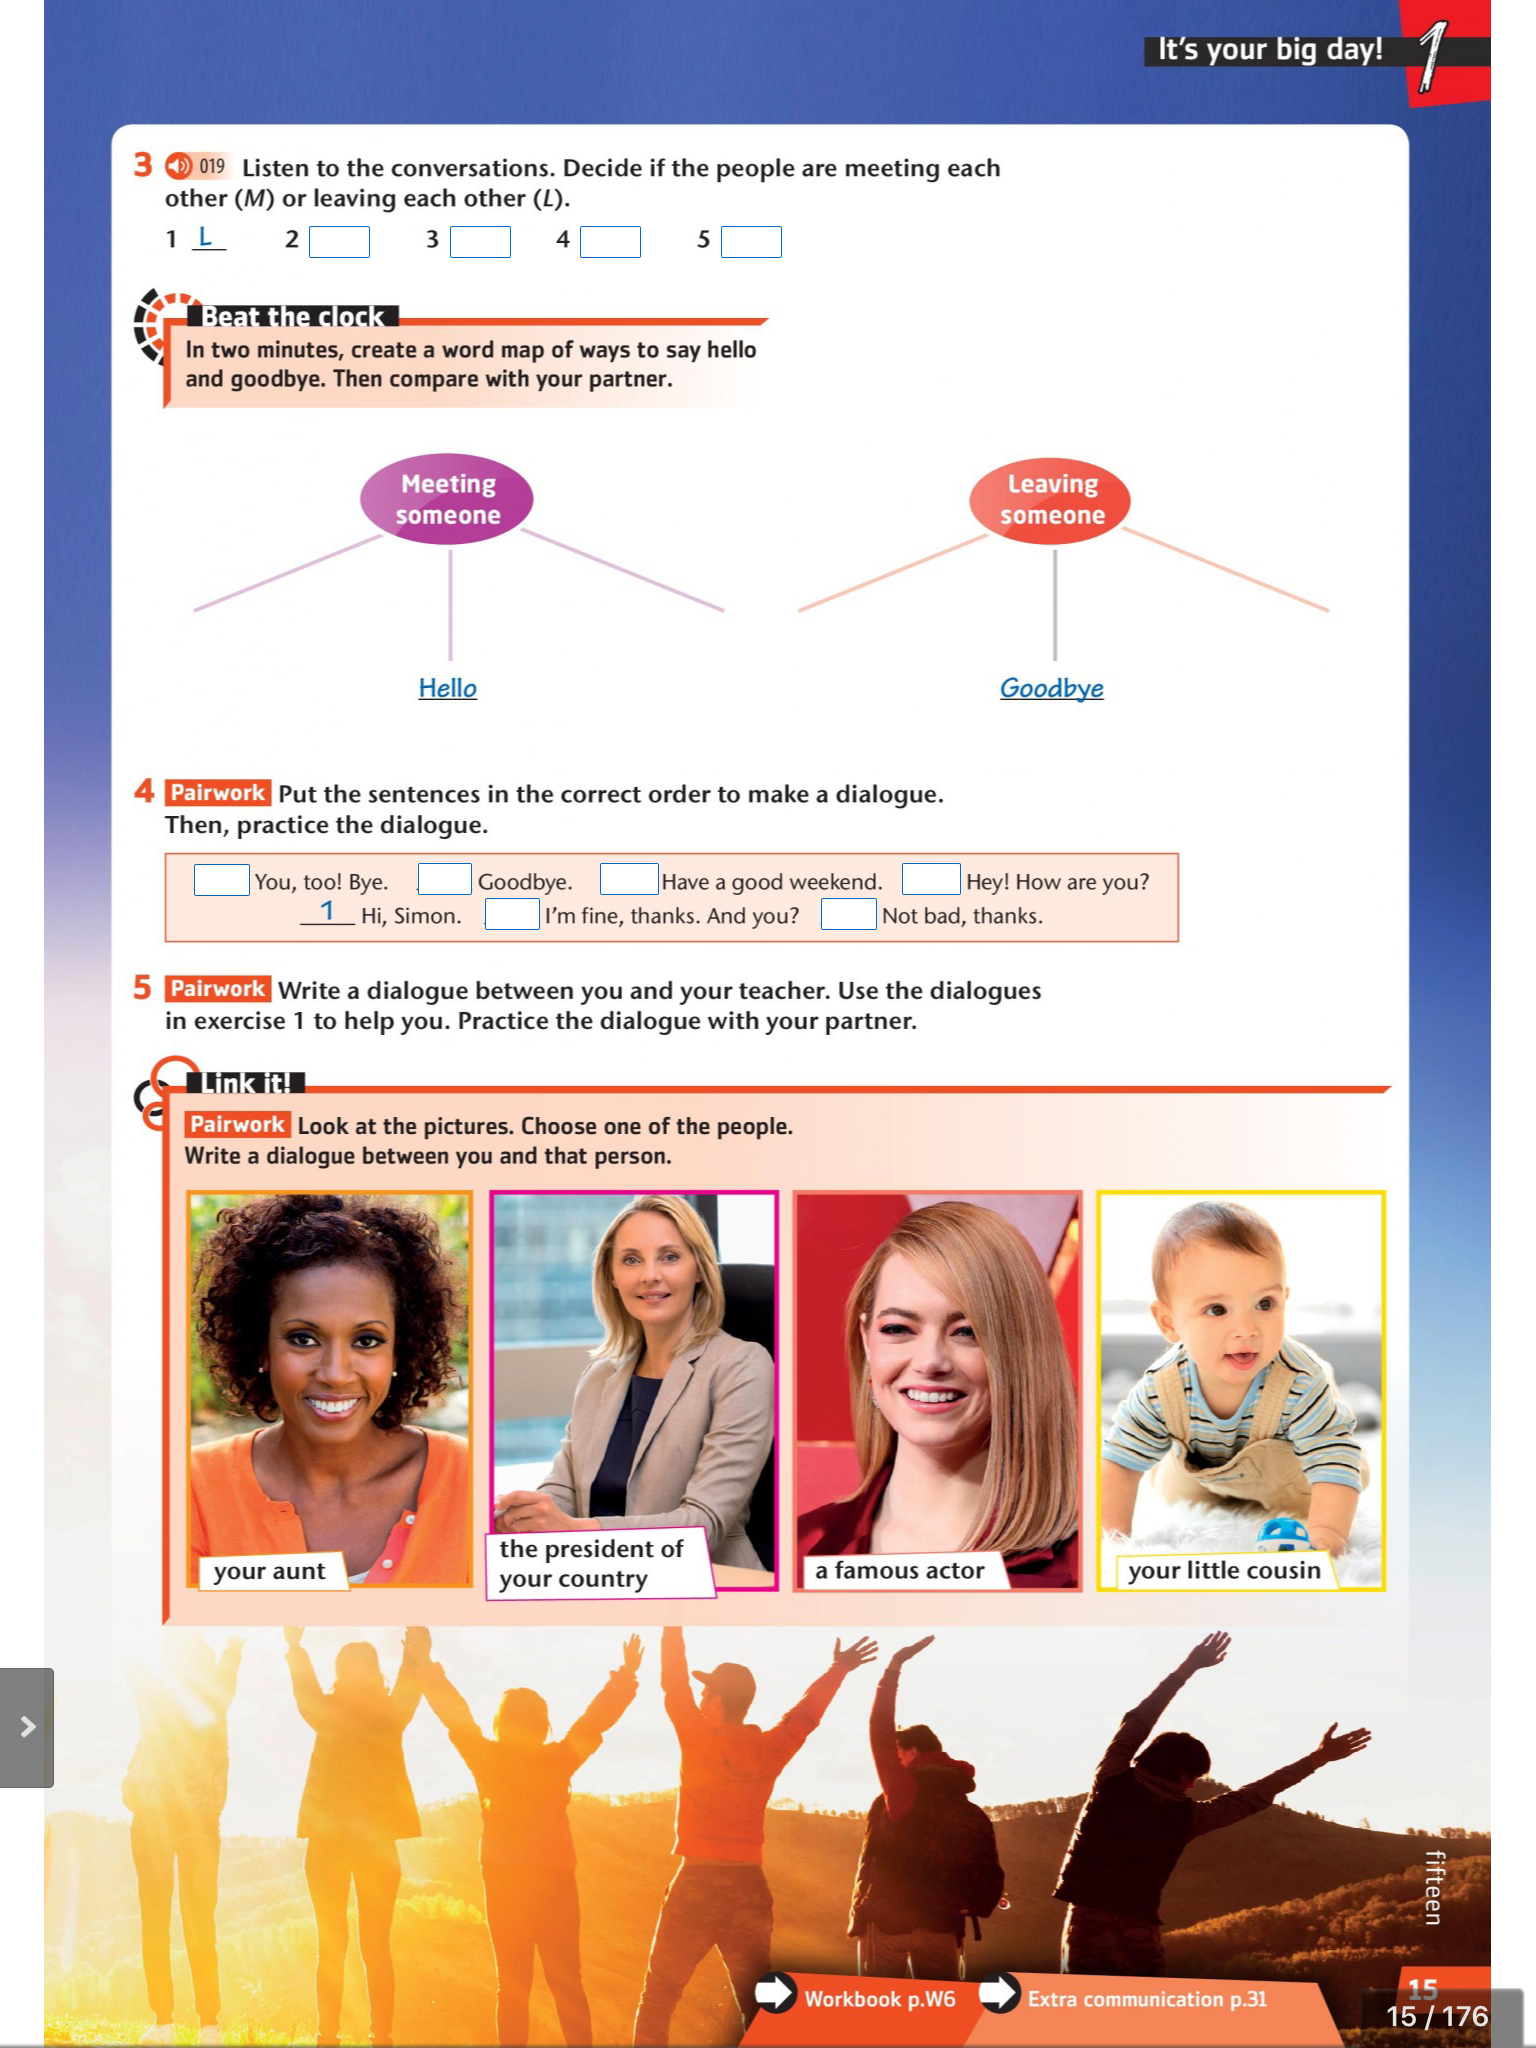 It's your big day! 1
3 019 Listen to the conversations. Decide if the people are meeting each
other (M) or leaving each other (L).
1 L 2 3 4 5
Beat the clock
In two minutes, create a word map of ways to say hello
and goodbye. Then compare with your partner.
Meeting
someone
Hello
Leaving
someone
Goodbye
4 Pairwork Put the sentences in the correct order to make a dialogue.
Then, practice the dialogue.
You, too! Bye. Goodbye. Have a good weekend. Hey! How are you?
1 Hi, Simon. I'm fine, thanks. And you? Not bad, thanks.
5 Pairwork Write a dialogue between you and your teacher. Use the dialogues
in exercise 1 to help you. Practice the dialogue with your partner.
Link it!
Pairwork Look at the pictures. Choose one of the people.
Write a dialogue between you and that person.
your aunt
the president of
your country
a famous actor
your little cousin
fifteen
Workbook p.W6 Extra communication p.31
15
15 / 176